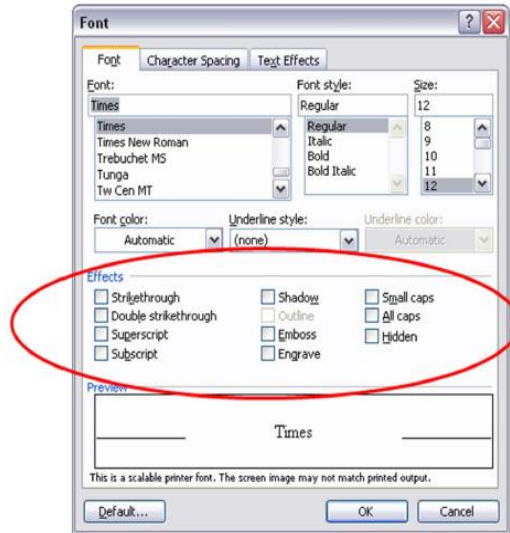 Font
Font Character Spacing Text Effects
Font: Font style: Size:
Times Regular 12
Times Regular 8
Times New Roman Italic 9
Trebuchet MS Bold 10
Tunga Bold Italic 11
Tw Cen MT 12
Font color: Underline style: Underline color:
Automatic (none) Automatic
Effects
Strikethrough Shadow Small caps
Double strikethrough Outline All caps
Superscript Emboss Hidden
Subscript Engrave
Preview
Times
This is a scalable printer font. The screen image may not match printed output.
Default... OK Cancel